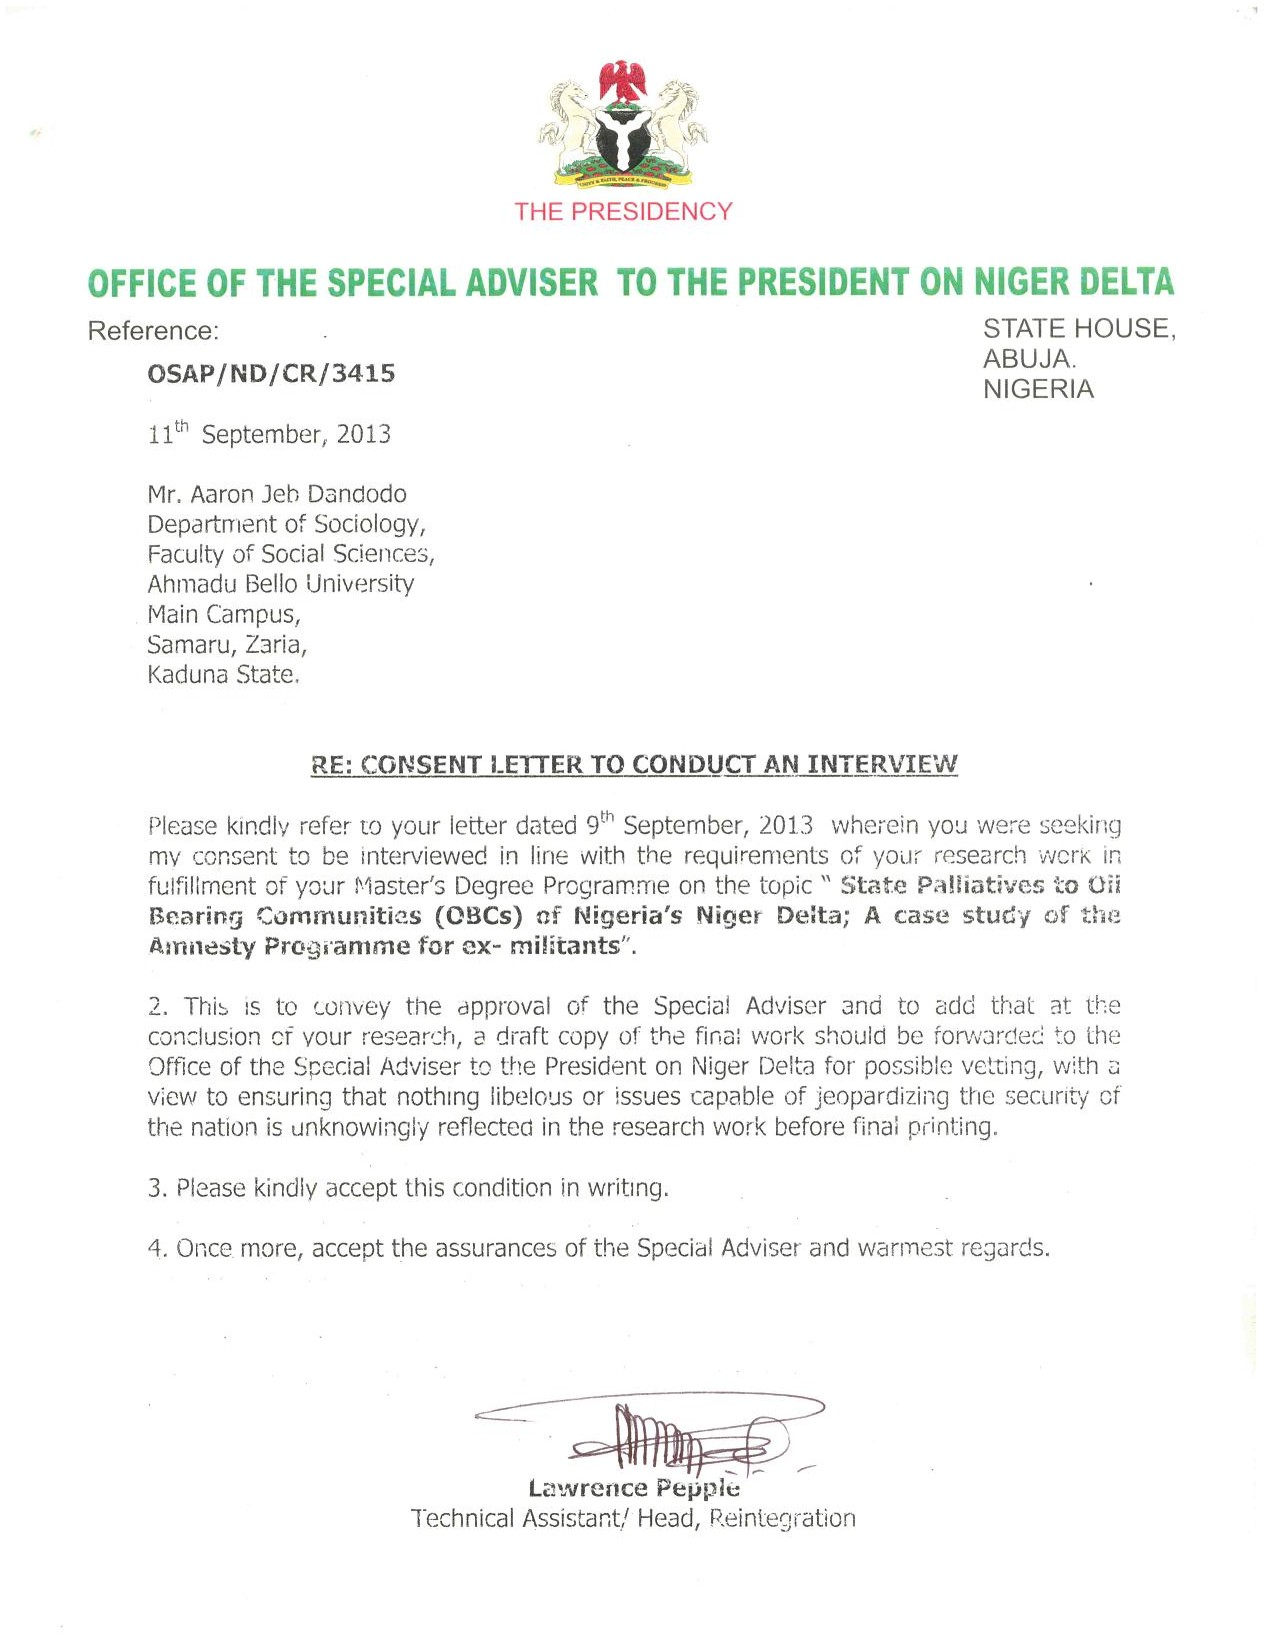 UNITY & FAITH, PEACE & PROGRESS
THE PRESIDENCY
OFFICE OF THE SPECIAL ADVISER TO THE PRESIDENT ON NIGER DELTA
Reference:
STATE HOUSE,
ABUJA.
NIGERIA
OSAP/ND/CR/3415
11th September, 2013
Mr. Aaron Jeb Dandodo
Department of Sociology,
Faculty of Social Sciences,
Ahmadu Bello University
Main Campus,
Samaru, Zaria,
Kaduna State.
RE: CONSENT LETTER TO CONDUCT AN INTERVIEW
Please kindly refer to your letter dated 9th September, 2013 wherein you were seeking
my consent to be interviewed in line with the requirements of your research work in
fulfillment of your Master's Degree Programme on the topic " State Palliatives to Oil
Bearing Communities (OBCs) of Nigeria's Niger Delta; A case study of the
Amnesty Programme for ex- militants".
2. This is to convey the approval of the Special Adviser and to add that at the
conclusion of your research, a draft copy of the final work should be forwarded to the
Office of the Special Adviser to the President on Niger Delta for possible vetting, with a
view to ensuring that nothing libelous or issues capable of jeopardizing the security of
the nation is unknowingly reflected in the research work before final printing.
3. Please kindly accept this condition in writing.
4. Once more, accept the assurances of the Special Adviser and warmest regards.
Lawrence Pepple
Technical Assistant/ Head, Reintegration